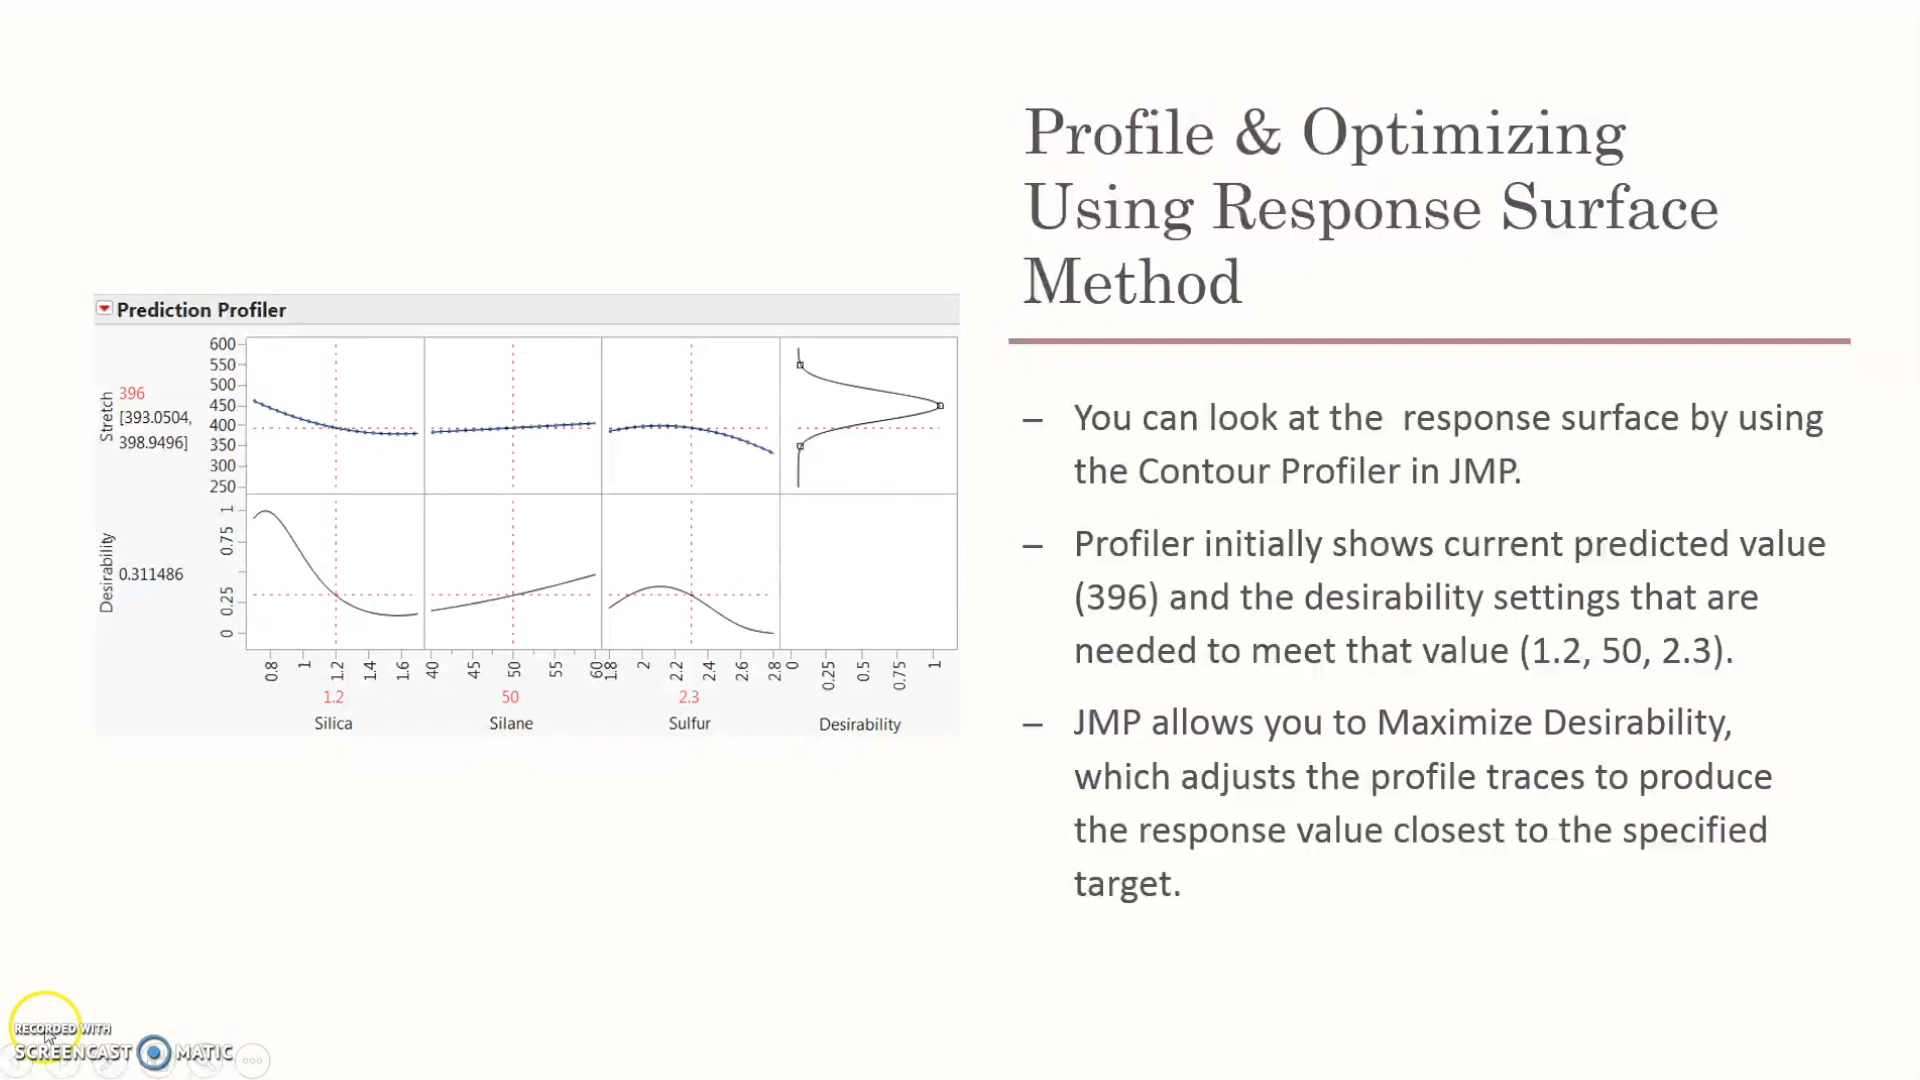 Profile & Optimizing
Using Response Surface
Method
Prediction Profiler
Stretch
396
[393.0504,
398.9496]
600
550
500
450
400
350
300
250
Desirability
0.311486
1
0.75
0.25
0
0.8
1
1.2
1.4
1.6
40
45
50
55
60
1.8
2
2.2
2.4
2.6
2.8
0
0.25
0.5
0.75
1
1.2
50
2.3
Silica
Silane
Sulfur
Desirability
– You can look at the  response surface by using
the Contour Profiler in JMP.
– Profiler initially shows current predicted value
(396) and the desirability settings that are
needed to meet that value (1.2, 50, 2.3).
– JMP allows you to Maximize Desirability,
which adjusts the profile traces to produce
the response value closest to the specified
target.
RECORDED WITH
SCREENCAST MATIC